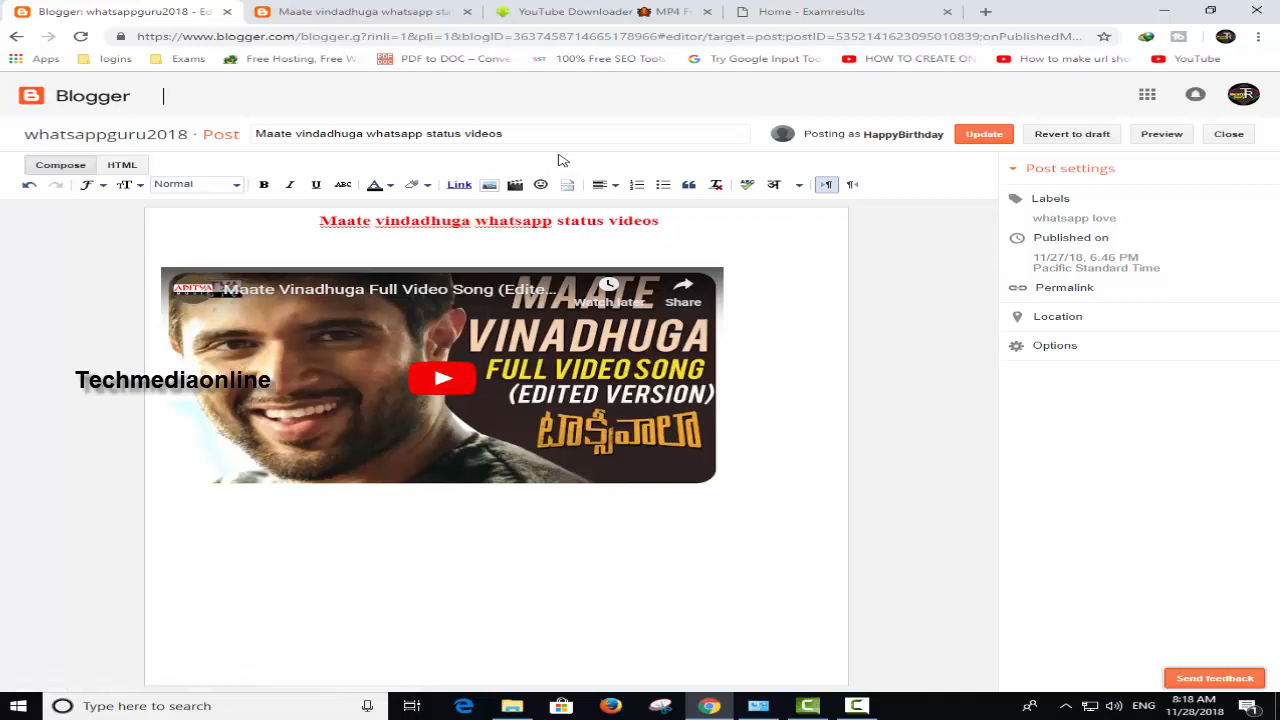 Blogger: whatsappguru2018 - Ed
Maate vindadhuga whatsapp sta
YouTube Downloader
MP4 F
Home - Examresults
https://www.blogger.com/blogger.g?rinli=1&pli=1&blogID=3637458714665178966#editor/target=post;postID=5352141623095010839;onPublishedM...
Apps
logins
Exams
Free Hosting, Free W
PDF to DOC – Conve
SST
100% Free SEO Tools
Try Google Input Too
HOW TO CREATE ON
How to make url sho
YouTube
Blogger
TR
whatsappguru2018 · Post
Maate vindadhuga whatsapp status videos
Posting as HappyBirthday
Update
Revert to draft
Preview
Close
Compose
HTML
Normal
ABC
Link
अ
Post settings
Labels
whatsapp love
Published on
11/27/18, 6:46 PM
Pacific Standard Time
Permalink
Location
Options
Maate vindadhuga whatsapp status videos
ADITYA
MUSIC
Maate Vinadhuga Full Video Song (Edite...
Watch later
Share
MAATE
VINADHUGA
FULL VIDEO SONG
(EDITED VERSION)
టాక్సీవాలా
Techmediaonline
Send feedback
Type here to search
ENG
8:18 AM
11/28/2018